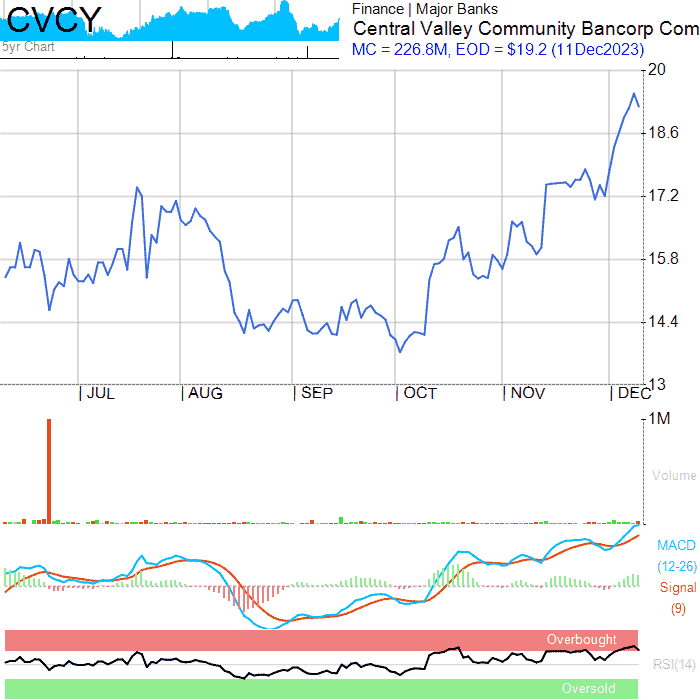 CVCY
5yr Chart
Finance | Major Banks
Central Valley Community Bancorp Com
MC = 226.8M, EOD = $19.2 (11Dec2023)
20
18.6
17.2
15.8
14.4
13
| JUL | AUG | SEP | OCT | NOV | DEC
1M
Volume
MACD
(12-26)
Signal
(9)
Overbought
RSI(14)
Oversold